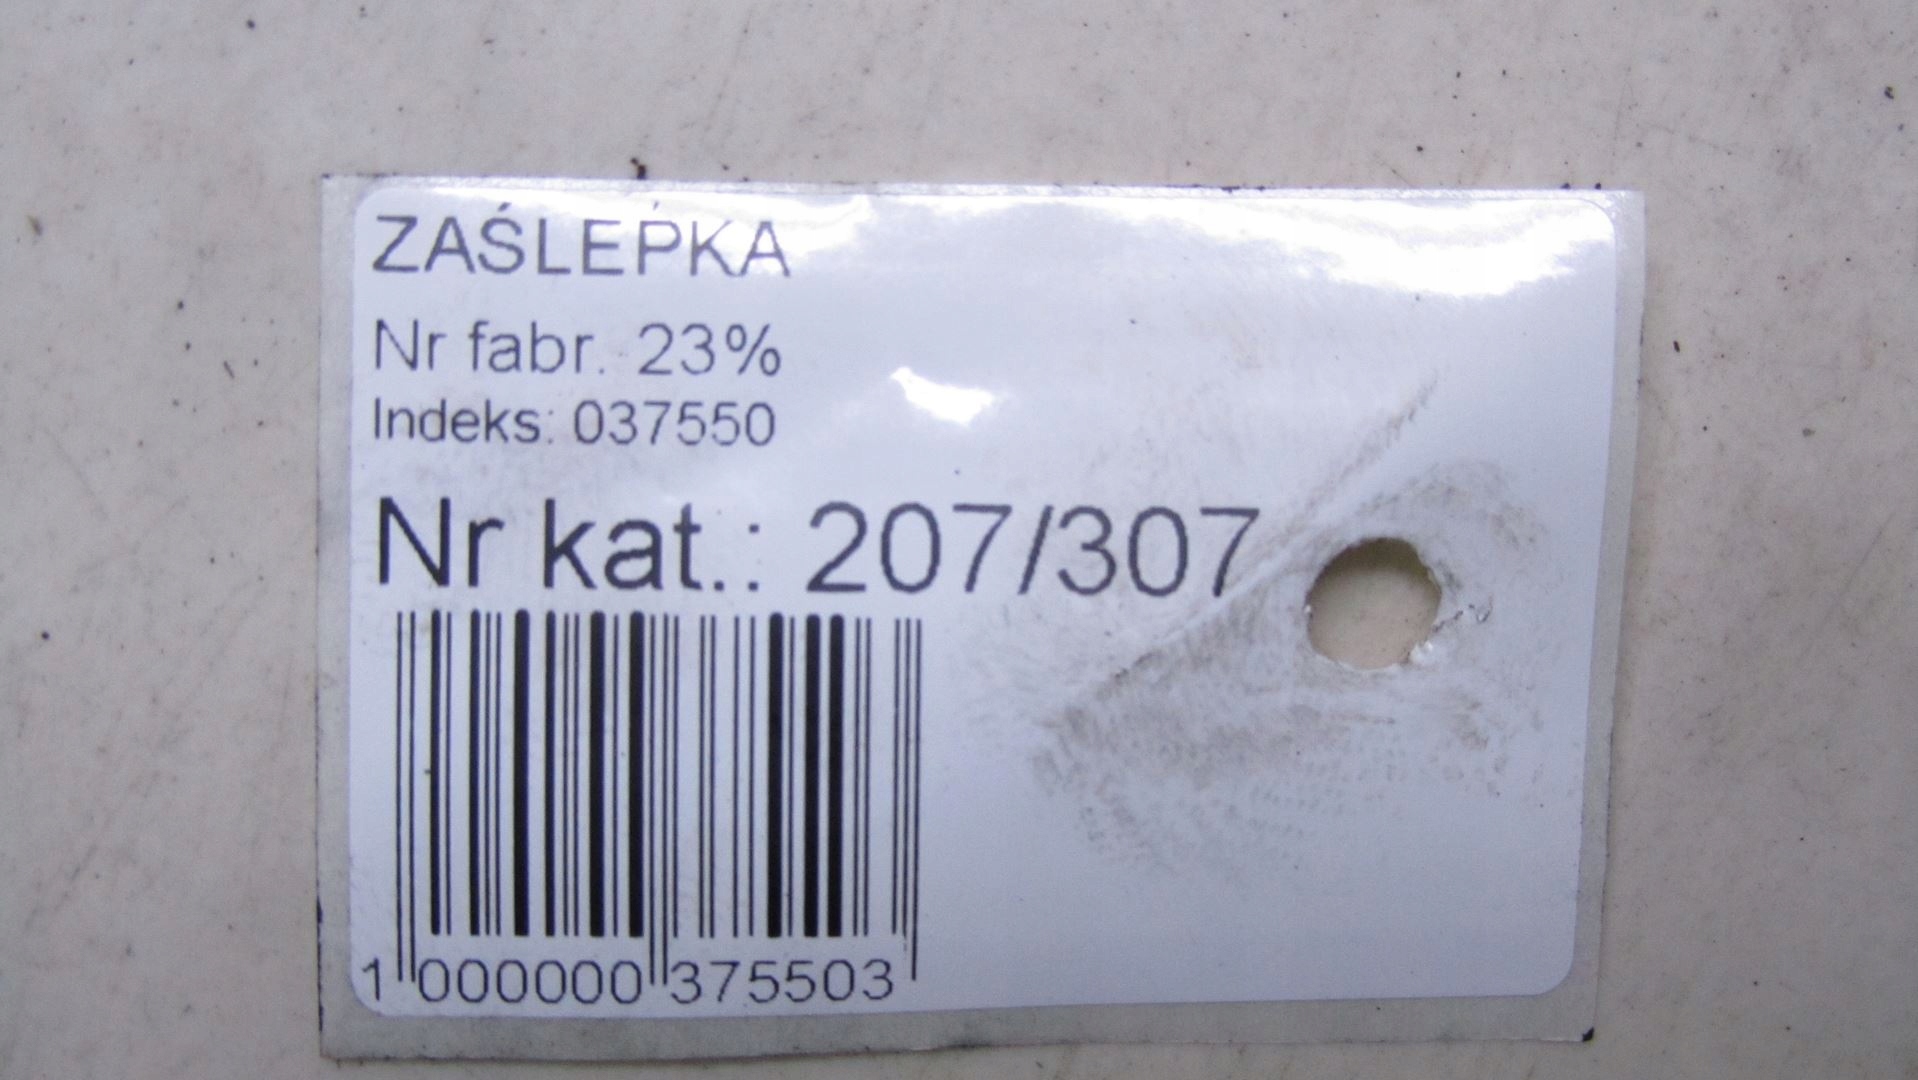 ZAŚLEPKA
Nr fabr. 23%
Indeks: 037550
Nr kat.: 207/307
1 000000 375503